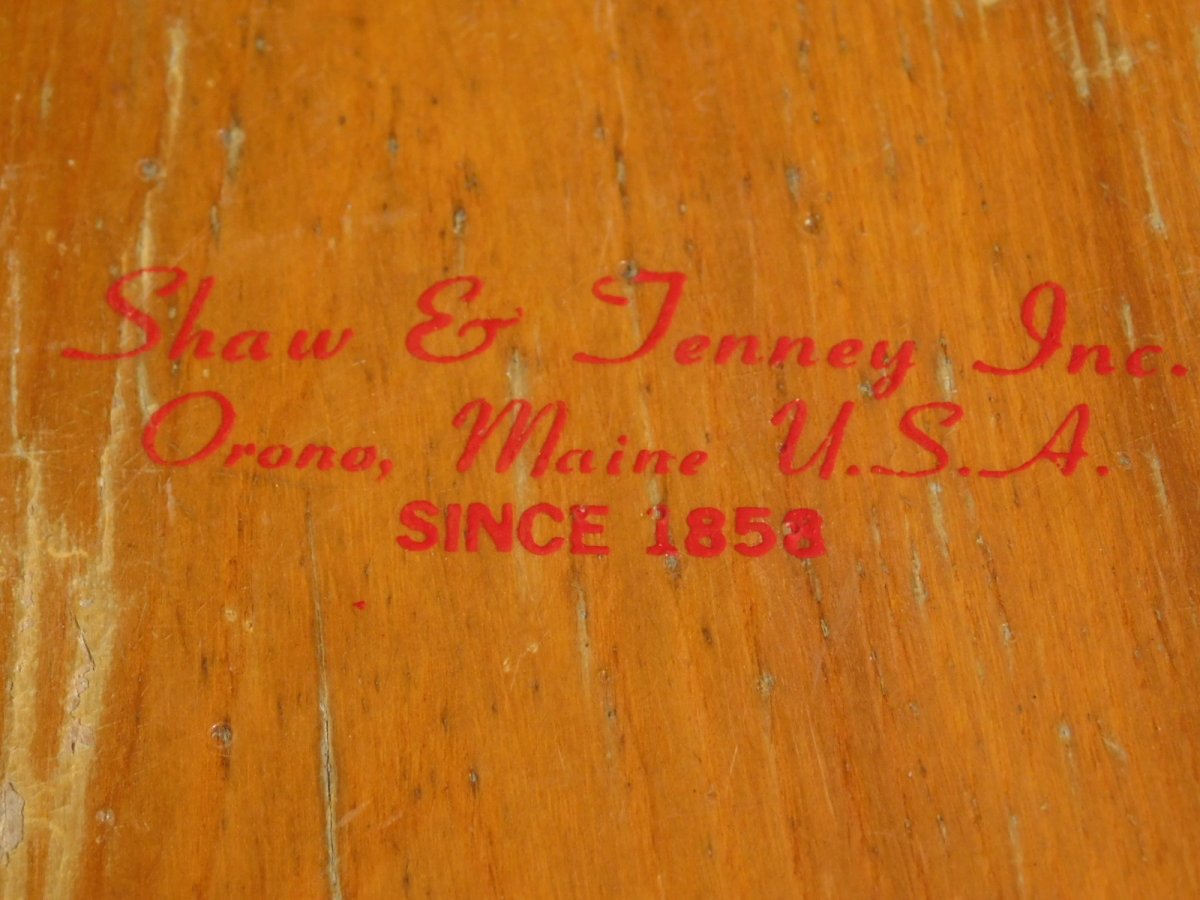 Shaw & Tenney Inc.
Orono, Maine U.S.A.
SINCE 1858